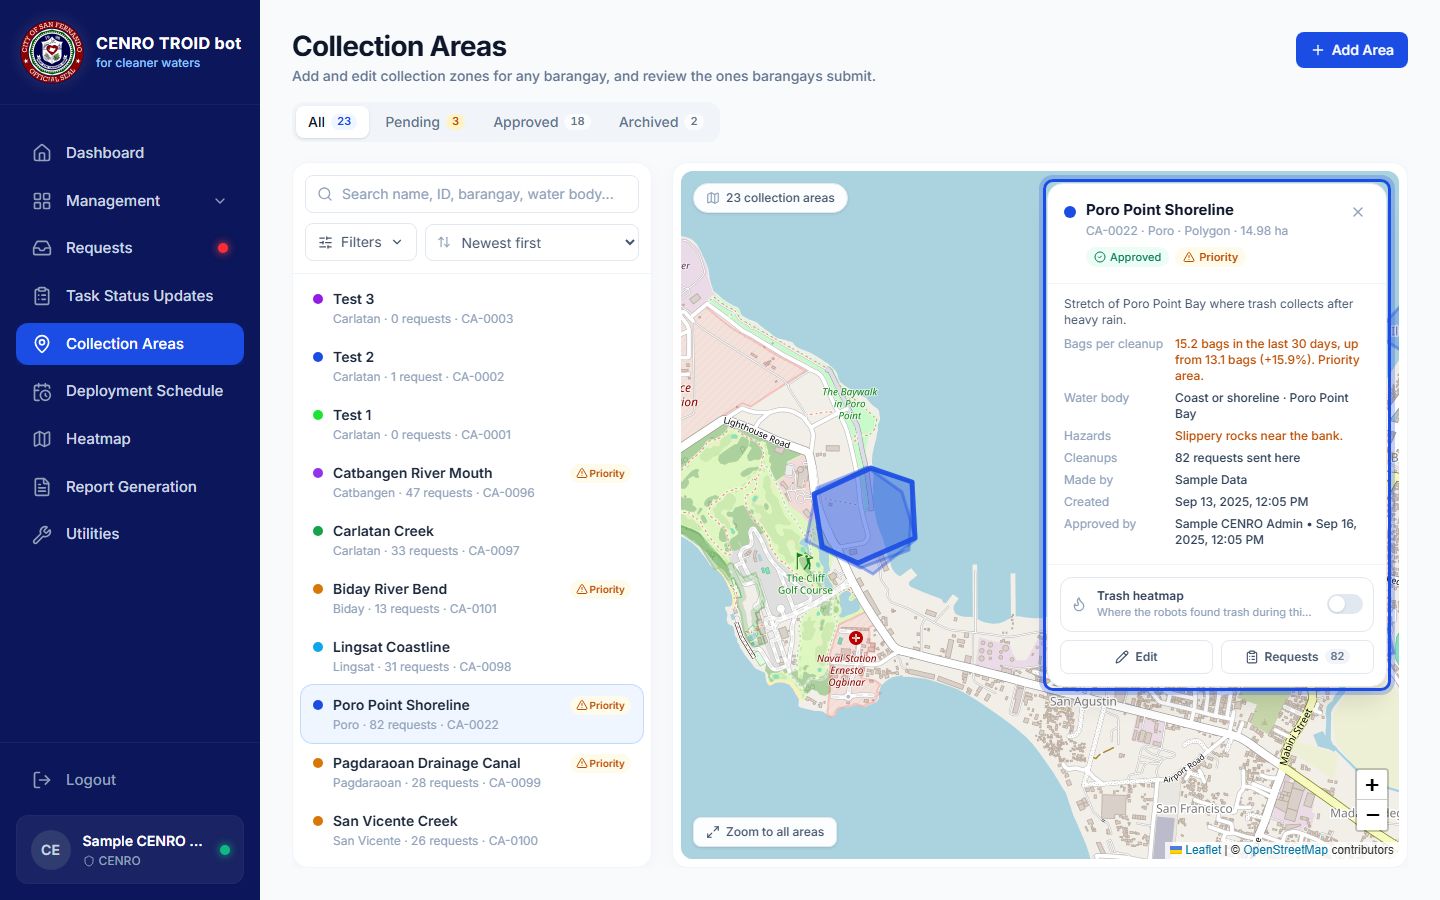 CITY OF SAN FERNANDO
OFFICIAL SEAL
CENRO TROID bot
for cleaner waters
Dashboard
Management
Requests
Task Status Updates
Collection Areas
Deployment Schedule
Heatmap
Report Generation
Utilities
Logout
CE
Sample CENRO ...
CENRO
Collection Areas
Add and edit collection zones for any barangay, and review the ones barangays submit.
+ Add Area
All 23
Pending 3
Approved 18
Archived 2
Search name, ID, barangay, water body...
Filters
Newest first
Test 3
Carlatan · 0 requests · CA-0003
Test 2
Carlatan · 1 request · CA-0002
Test 1
Carlatan · 0 requests · CA-0001
Catbangen River Mouth
Priority
Catbangen · 47 requests · CA-0096
Carlatan Creek
Carlatan · 33 requests · CA-0097
Biday River Bend
Priority
Biday · 13 requests · CA-0101
Lingsat Coastline
Lingsat · 31 requests · CA-0098
Poro Point Shoreline
Priority
Poro · 82 requests · CA-0022
Pagdaraoan Drainage Canal
Priority
Pagdaraoan · 28 requests · CA-0099
San Vicente Creek
San Vicente · 26 requests · CA-0100
23 collection areas
er
ce
ion
The Baywalk
in Poro
Point
Lighthouse Road
The Cliff
Golf Course
Naval Station
Ernesto
Ogbinar
San Agustin
Mabini Street
Airport Road
San Francisco
Zoom to all areas
+
−
Leaflet | © OpenStreetMap contributors
Poro Point Shoreline
CA-0022 · Poro · Polygon · 14.98 ha
Approved
Priority
Stretch of Poro Point Bay where trash collects after
heavy rain.
Bags per cleanup 15.2 bags in the last 30 days, up
from 13.1 bags (+15.9%). Priority
area.
Water body Coast or shoreline · Poro Point
Bay
Hazards Slippery rocks near the bank.
Cleanups 82 requests sent here
Made by Sample Data
Created Sep 13, 2025, 12:05 PM
Approved by Sample CENRO Admin • Sep 16,
2025, 12:05 PM
Trash heatmap
Where the robots found trash during thi...
Edit
Requests 82